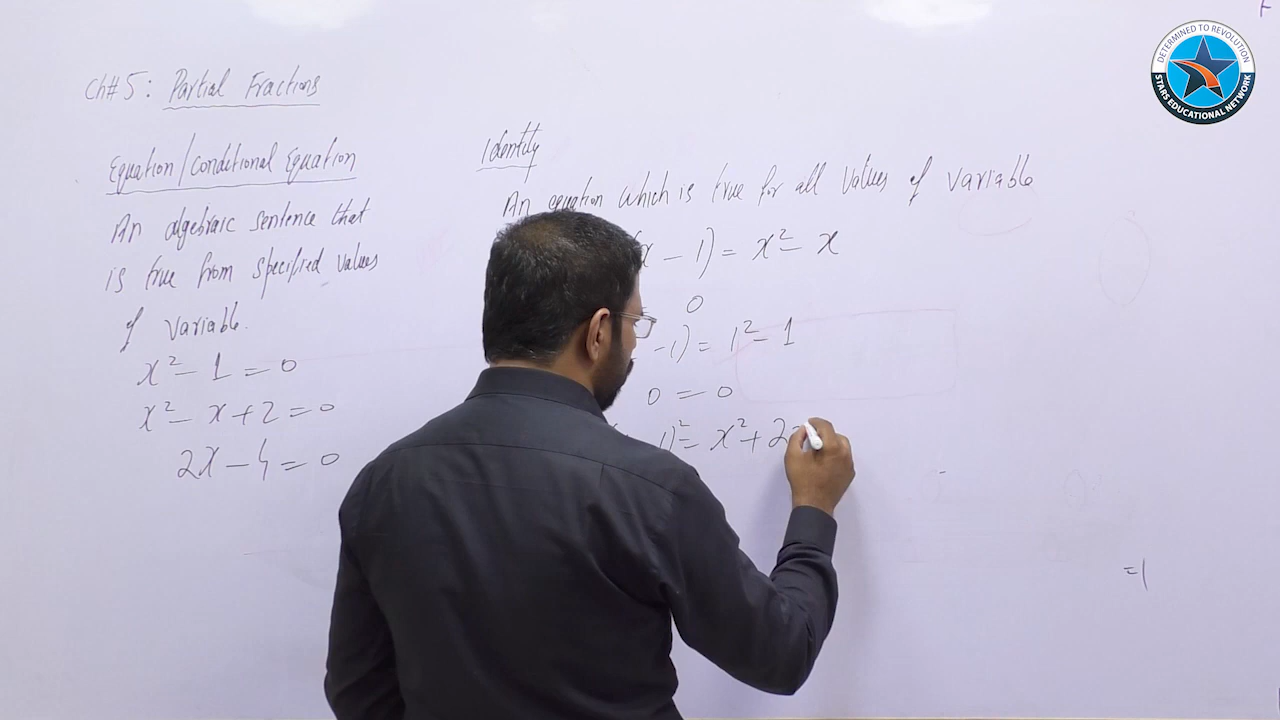 Ch#5: Partial Fractions
Equation/Conditional Equation
An algebraic sentence that
is true from specified values
of variable.
x² - 1 = 0
x² - x + 2 = 0
2x - 4 = 0
Identity
An equation which is true for all values of variable
x - 1) = x² - x
0
-1) = 1² - 1
0 = 0
1)² = x² + 2
=1
DETERMINED TO REVOLUTION
STARS EDUCATIONAL NETWORK